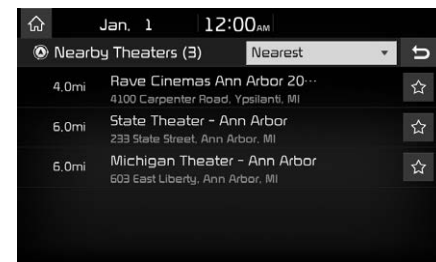 Jan. 1 12:00 AM
Nearby Theaters (3) Nearest
4.0mi Rave Cinemas Ann Arbor 20...
4100 Carpenter Road, Ypsilanti, MI
6.0mi State Theater - Ann Arbor
233 State Street, Ann Arbor, MI
6.0mi Michigan Theater - Ann Arbor
603 East Liberty, Ann Arbor, MI